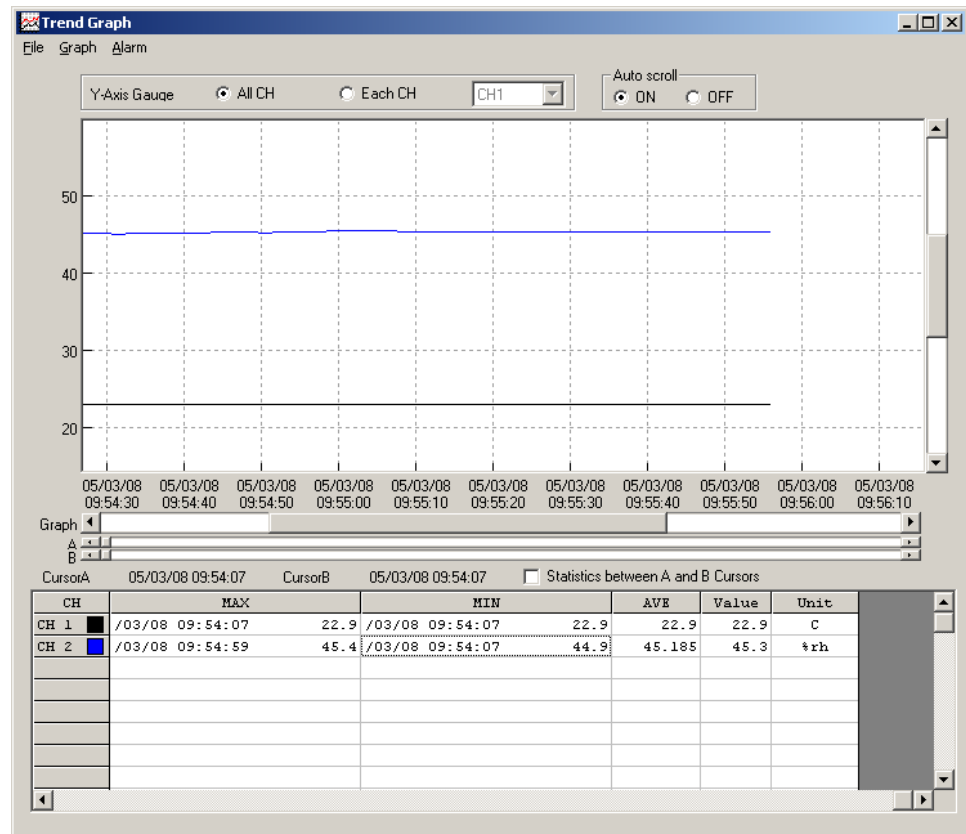 Trend Graph
File Graph Alarm
Auto scroll
Y-Axis Gauge All CH Each CH CH1 ON OFF
50
40
30
20
05/03/08 05/03/08 05/03/08 05/03/08 05/03/08 05/03/08 05/03/08 05/03/08 05/03/08 05/03/08 05/03/08
09:54:30 09:54:40 09:54:50 09:55:00 09:55:10 09:55:20 09:55:30 09:55:40 09:55:50 09:56:00 09:56:10
Graph
A
B
CursorA 05/03/08 09:54:07 CursorB 05/03/08 09:54:07 Statistics between A and B Cursors
CH MAX MIN AVE Value Unit
CH 1 /03/08 09:54:07 22.9 /03/08 09:54:07 22.9 22.9 22.9 C
CH 2 /03/08 09:54:59 45.4 /03/08 09:54:07 44.9 45.185 45.3 %rh